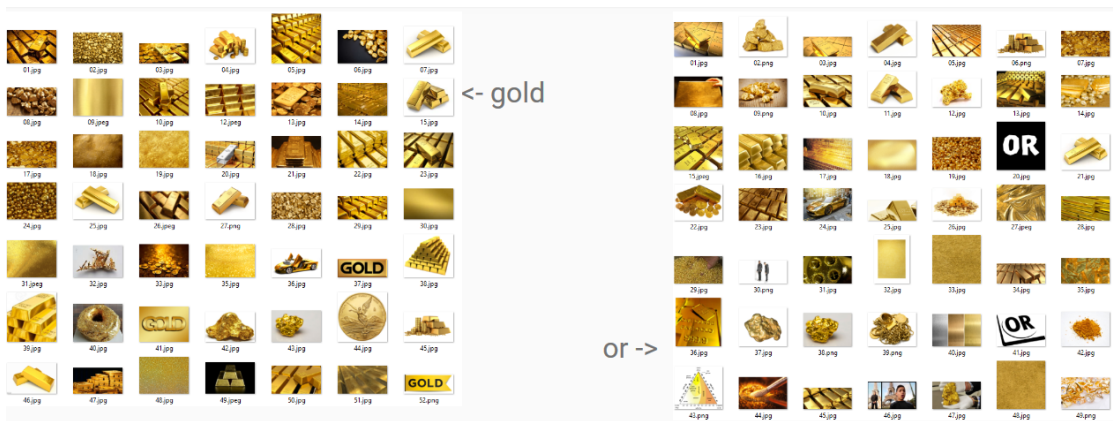 01.jpg 02.jpg 03.jpg 04.jpg 05.jpg 06.jpg 07.jpg
<- gold
08.jpg 09.jpeg 10.jpg 12.jpeg 13.jpg 14.jpg 15.jpg
17.jpg 18.jpg 19.jpg 20.jpg 21.jpg 22.jpg 23.jpg
24.jpg 25.jpg 26.jpeg 27.png 28.jpg 29.jpg 30.jpg
GOLD
31.jpeg 32.jpg 33.jpg 35.jpg 36.jpg 37.jpg 38.jpg
GOLD
39.jpg 40.jpg 41.jpg 42.jpg 43.jpg 44.jpg 45.jpg
GOLD
46.jpg 47.jpg 48.jpg 49.jpeg 50.jpg 51.jpg 52.png
01.jpg 02.png 03.jpg 04.jpg 05.jpg 06.png 07.jpg
08.jpg 09.png 10.jpg 11.jpg 12.jpg 13.jpg 14.jpg
OR
15.jpeg 16.jpg 17.jpg 18.jpg 19.jpg 20.jpg 21.jpg
22.jpg 23.jpg 24.jpg 25.jpg 26.jpg 27.jpeg 28.jpg
29.jpg 30.png 31.jpg 32.jpg 33.jpg 34.jpg 35.jpg
or ->
OR
36.jpg 37.jpg 38.png 39.png 40.jpg 41.jpg 42.jpg
43.png 44.jpg 45.jpg 46.jpg 47.jpg 48.jpg 49.png